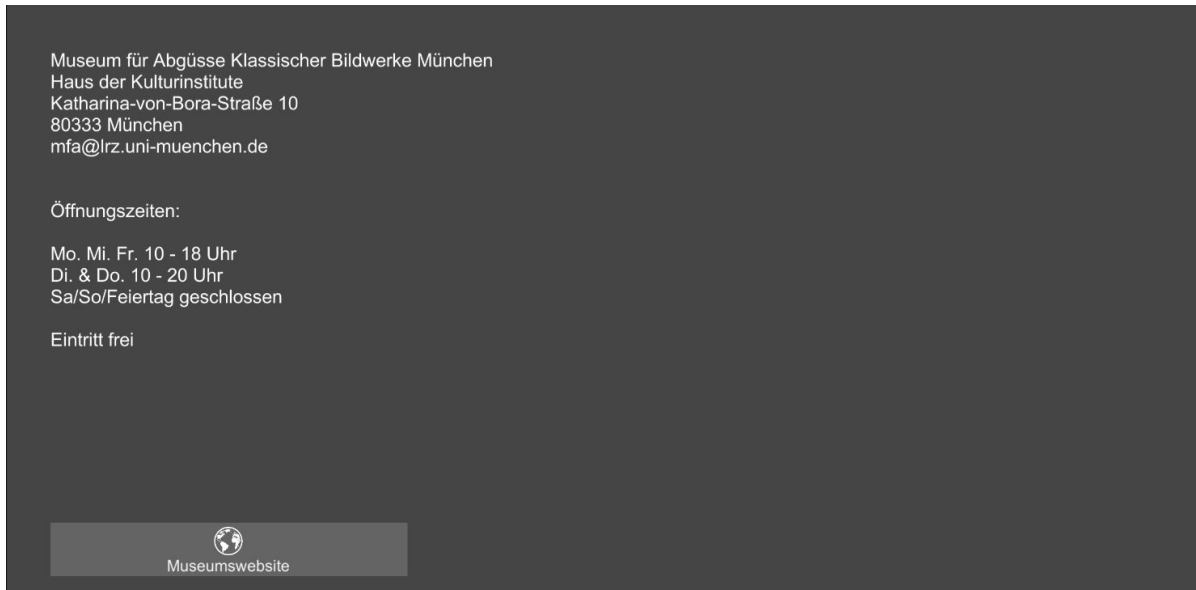 Museum für Abgüsse Klassischer Bildwerke München
Haus der Kulturinstitute
Katharina-von-Bora-Straße 10
80333 München
mfa@lrz.uni-muenchen.de
Öffnungszeiten:
Mo. Mi. Fr. 10 - 18 Uhr
Di. & Do. 10 - 20 Uhr
Sa/So/Feiertag geschlossen
Eintritt frei
Museumswebsite